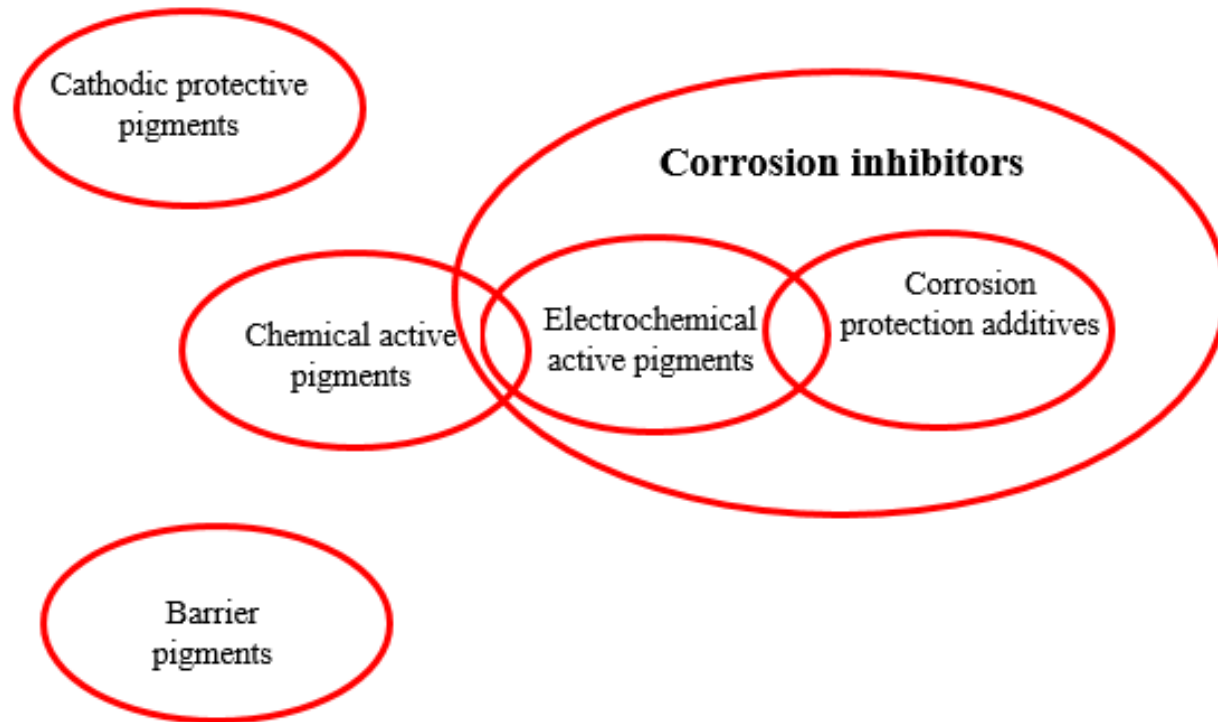 Cathodic protective
pigments
Corrosion inhibitors
Chemical active
pigments
Electrochemical
active pigments
Corrosion
protection additives
Barrier
pigments